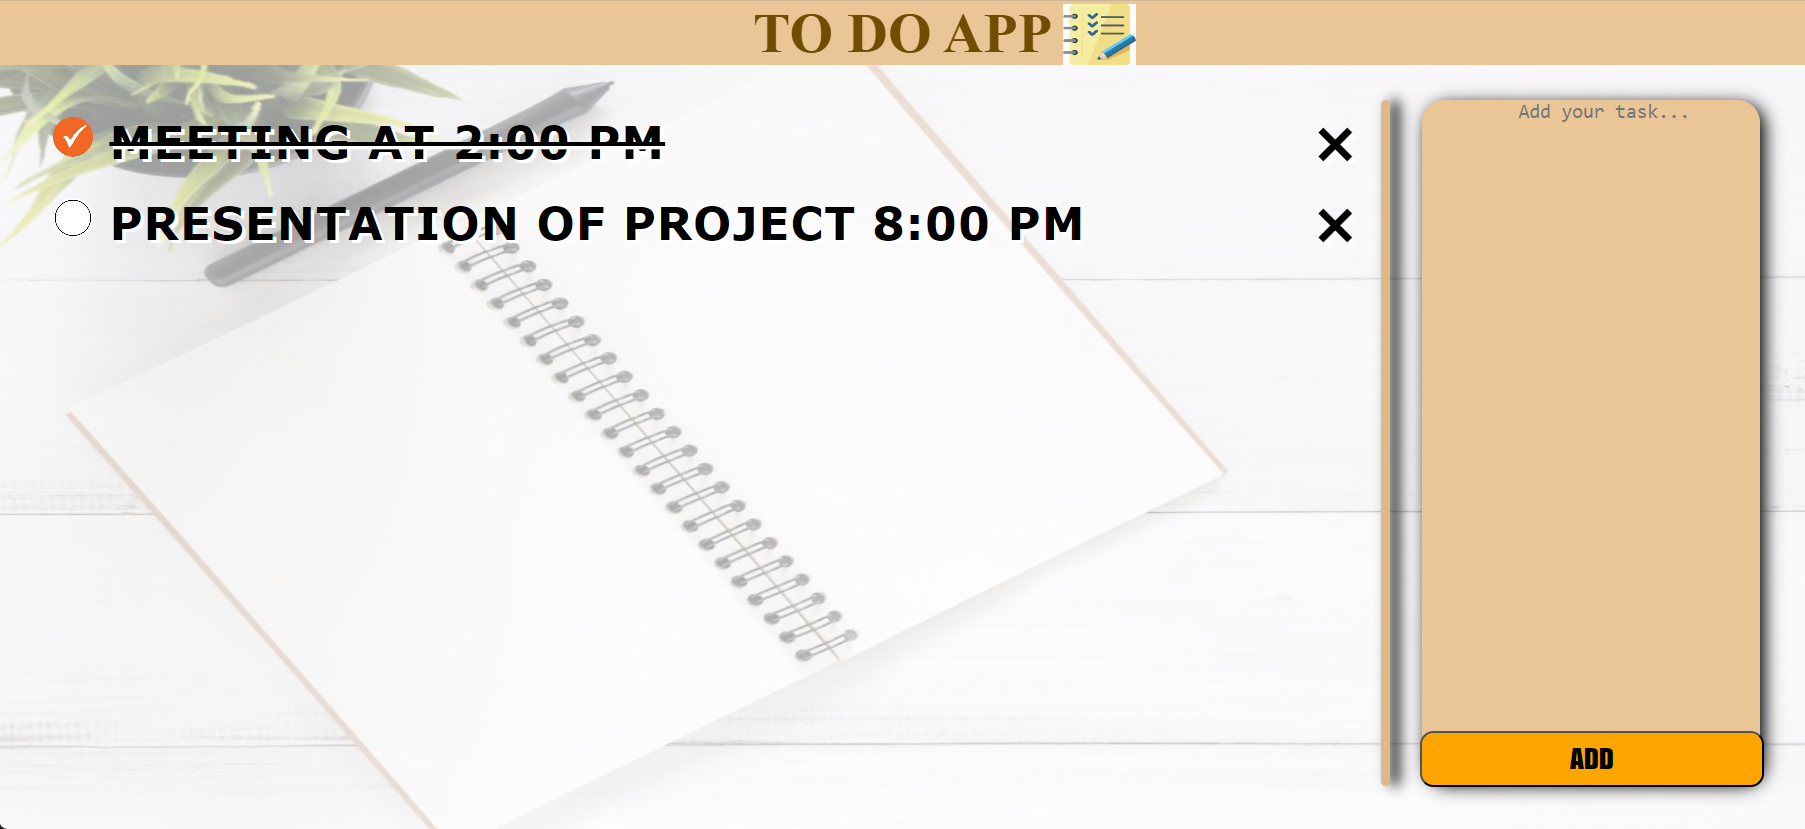 TO DO APP
MEETING AT 2:00 PM
PRESENTATION OF PROJECT 8:00 PM
Add your task...
ADD